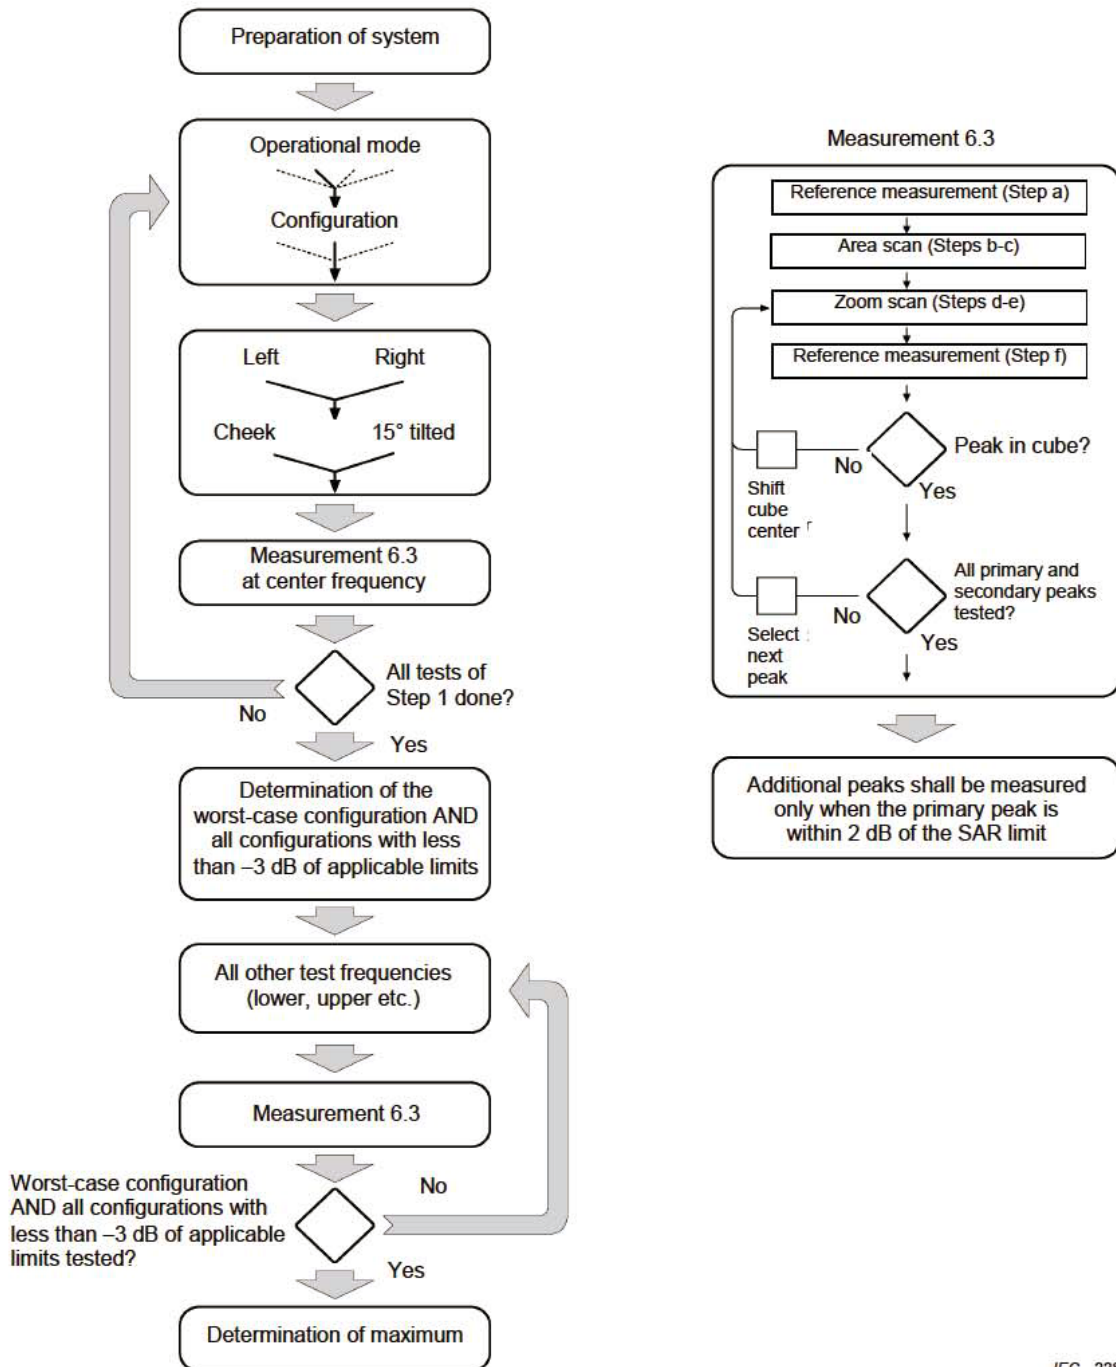 Preparation of system
Operational mode
Configuration
Left Right
Cheek 15° tilted
Measurement 6.3
at center frequency
All tests of
Step 1 done?
No
Yes
Determination of the
worst-case configuration AND
all configurations with less
than –3 dB of applicable limits
All other test frequencies
(lower, upper etc.)
Measurement 6.3
Worst-case configuration
AND all configurations with
less than –3 dB of applicable
limits tested?
No
Yes
Determination of maximum
Measurement 6.3
Reference measurement (Step a)
Area scan (Steps b-c)
Zoom scan (Steps d-e)
Reference measurement (Step f)
Peak in cube?
No
Yes
Shift
cube
center
All primary and
secondary peaks
tested?
No
Yes
Select
next
peak
Additional peaks shall be measured
only when the primary peak is
within 2 dB of the SAR limit